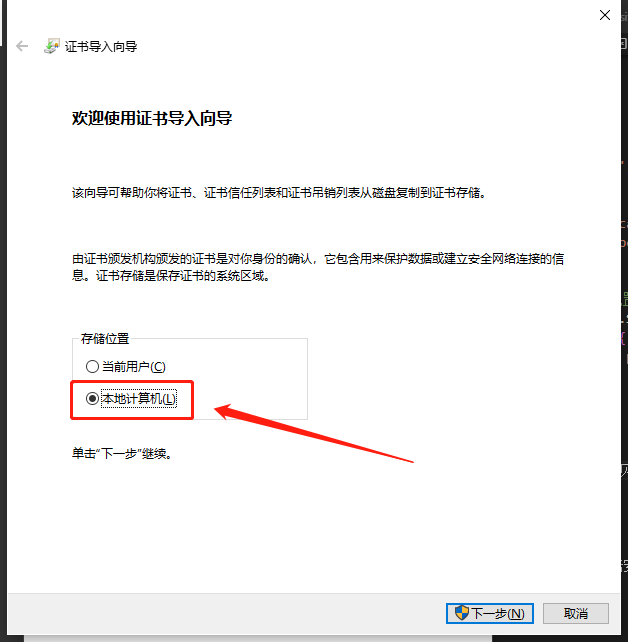 证书导入向导
欢迎使用证书导入向导
该向导可帮助你将证书、证书信任列表和证书吊销列表从磁盘复制到证书存储。
由证书颁发机构颁发的证书是对你身份的确认，它包含用来保护数据或建立安全网络连接的信
息。证书存储是保存证书的系统区域。
存储位置
当前用户(C)
本地计算机(L)
单击“下一步”继续。
下一步(N)
取消